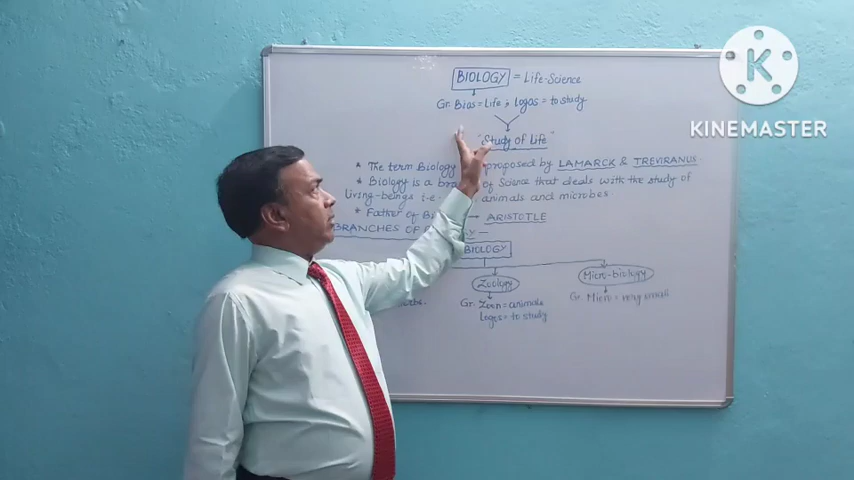 BIOLOGY = Life-Science
Gr. Bios = Life, Logos = to study
"Study of Life"
* The term Biology proposed by LAMARCK & TREVIRANUS
* Biology is a of Science that deals with the study of
living-beings i.e. animals and microbes.
* Father of → ARISTOTLE
BRANCHES OF
BIOLOGY
Zoology
Micro-biology
Gr. Zoon = animals
Logos = to study
Gr. Micro = very small
K
KINEMASTER